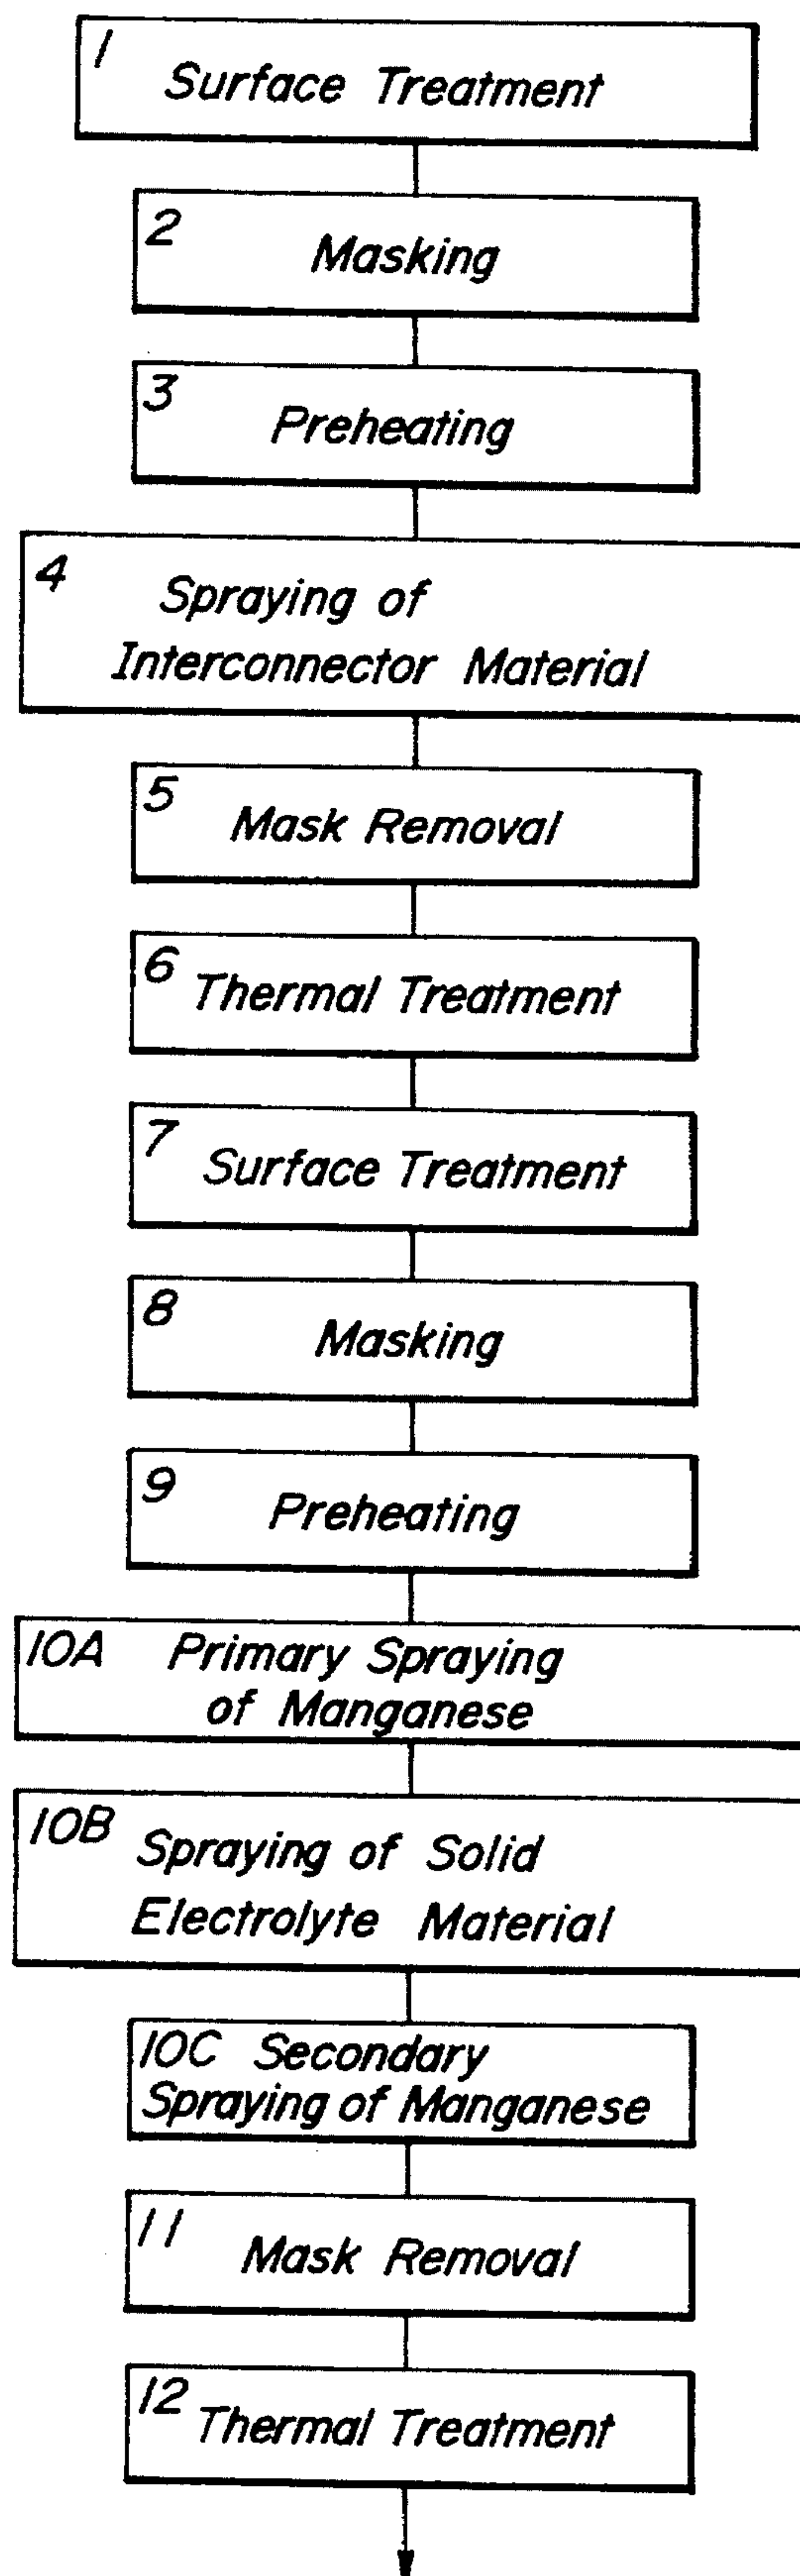 1
Surface Treatment
2
Masking
3
Preheating
4
Spraying of
Interconnector Material
5
Mask Removal
6
Thermal Treatment
7
Surface Treatment
8
Masking
9
Preheating
10A Primary Spraying
of Manganese
10B
Spraying of Solid
Electrolyte Material
10C Secondary
Spraying of Manganese
11
Mask Removal
12
Thermal Treatment